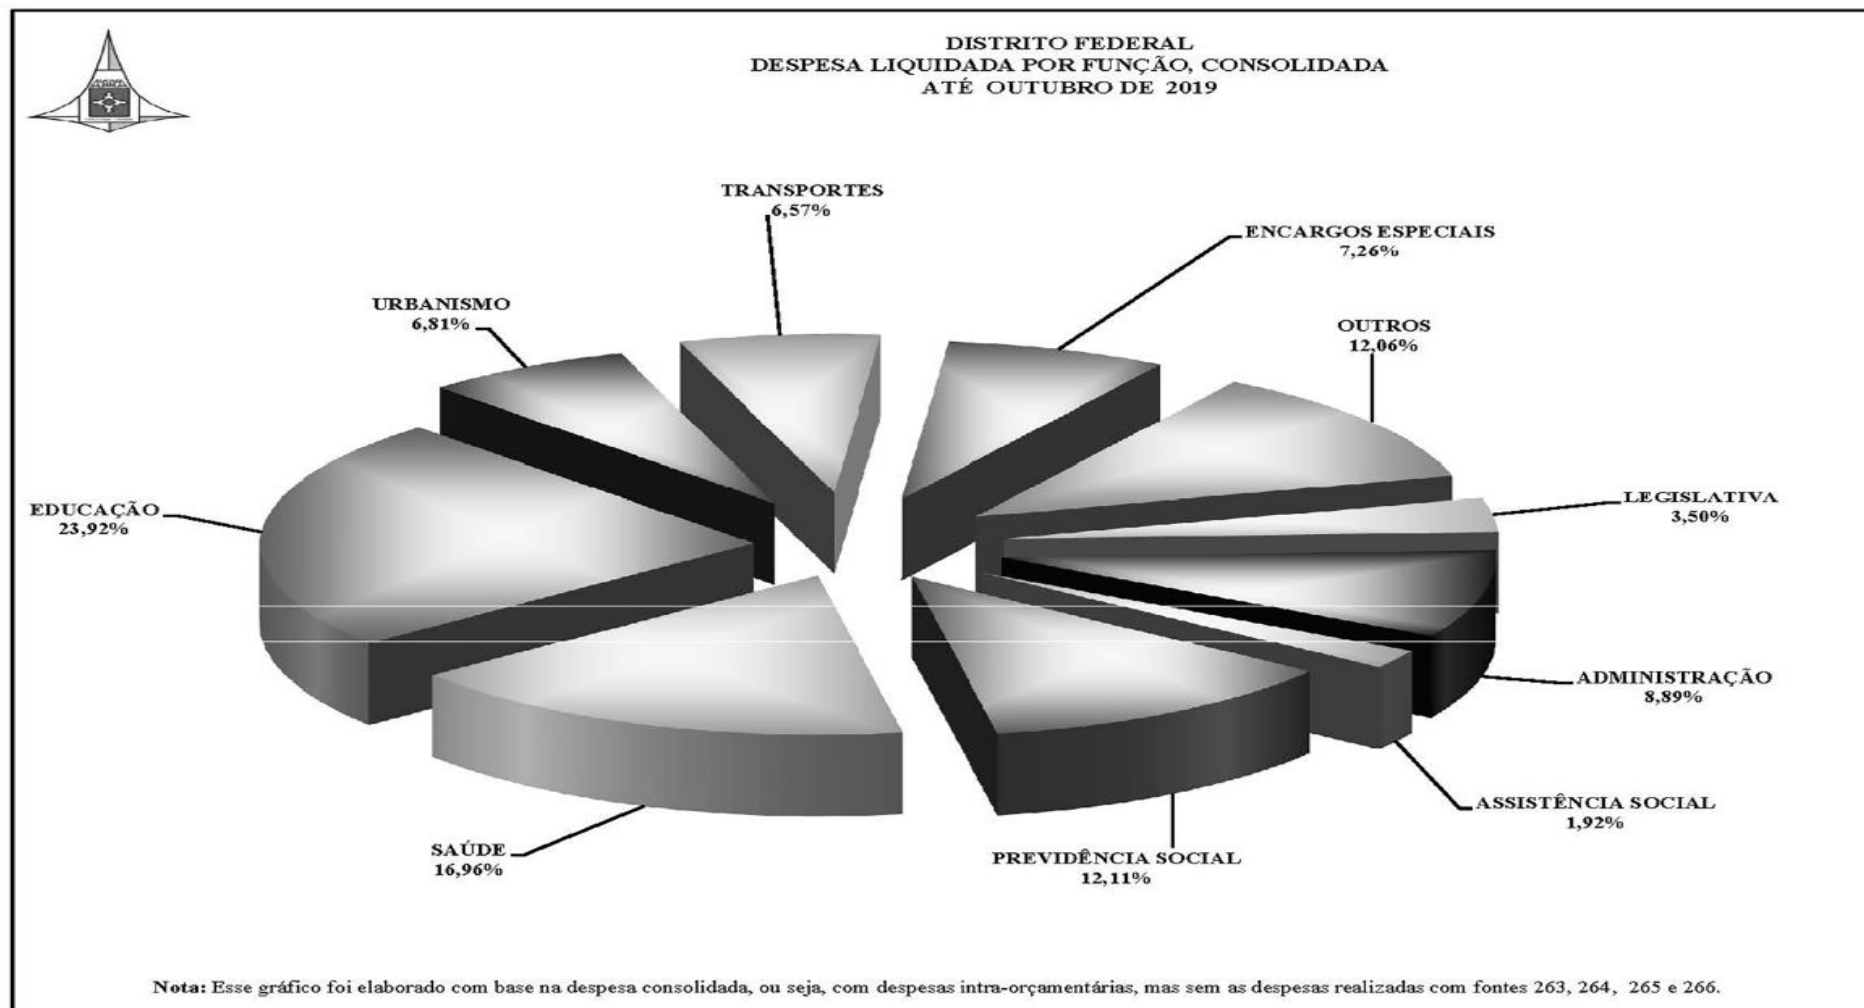 DISTRITO FEDERAL
DESPESA LIQUIDADA POR FUNÇÃO, CONSOLIDADA
ATÉ OUTUBRO DE 2019
TRANSPORTES
6,57%
ENCARGOS ESPECIAIS
7,26%
URBANISMO
6,81%
OUTROS
12,06%
EDUCAÇÃO
23,92%
LEGISLATIVA
3,50%
ADMINISTRAÇÃO
8,89%
ASSISTÊNCIA SOCIAL
1,92%
SAÚDE
16,96%
PREVIDÊNCIA SOCIAL
12,11%
Nota: Esse gráfico foi elaborado com base na despesa consolidada, ou seja, com despesas intra-orçamentárias, mas sem as despesas realizadas com fontes 263, 264, 265 e 266.